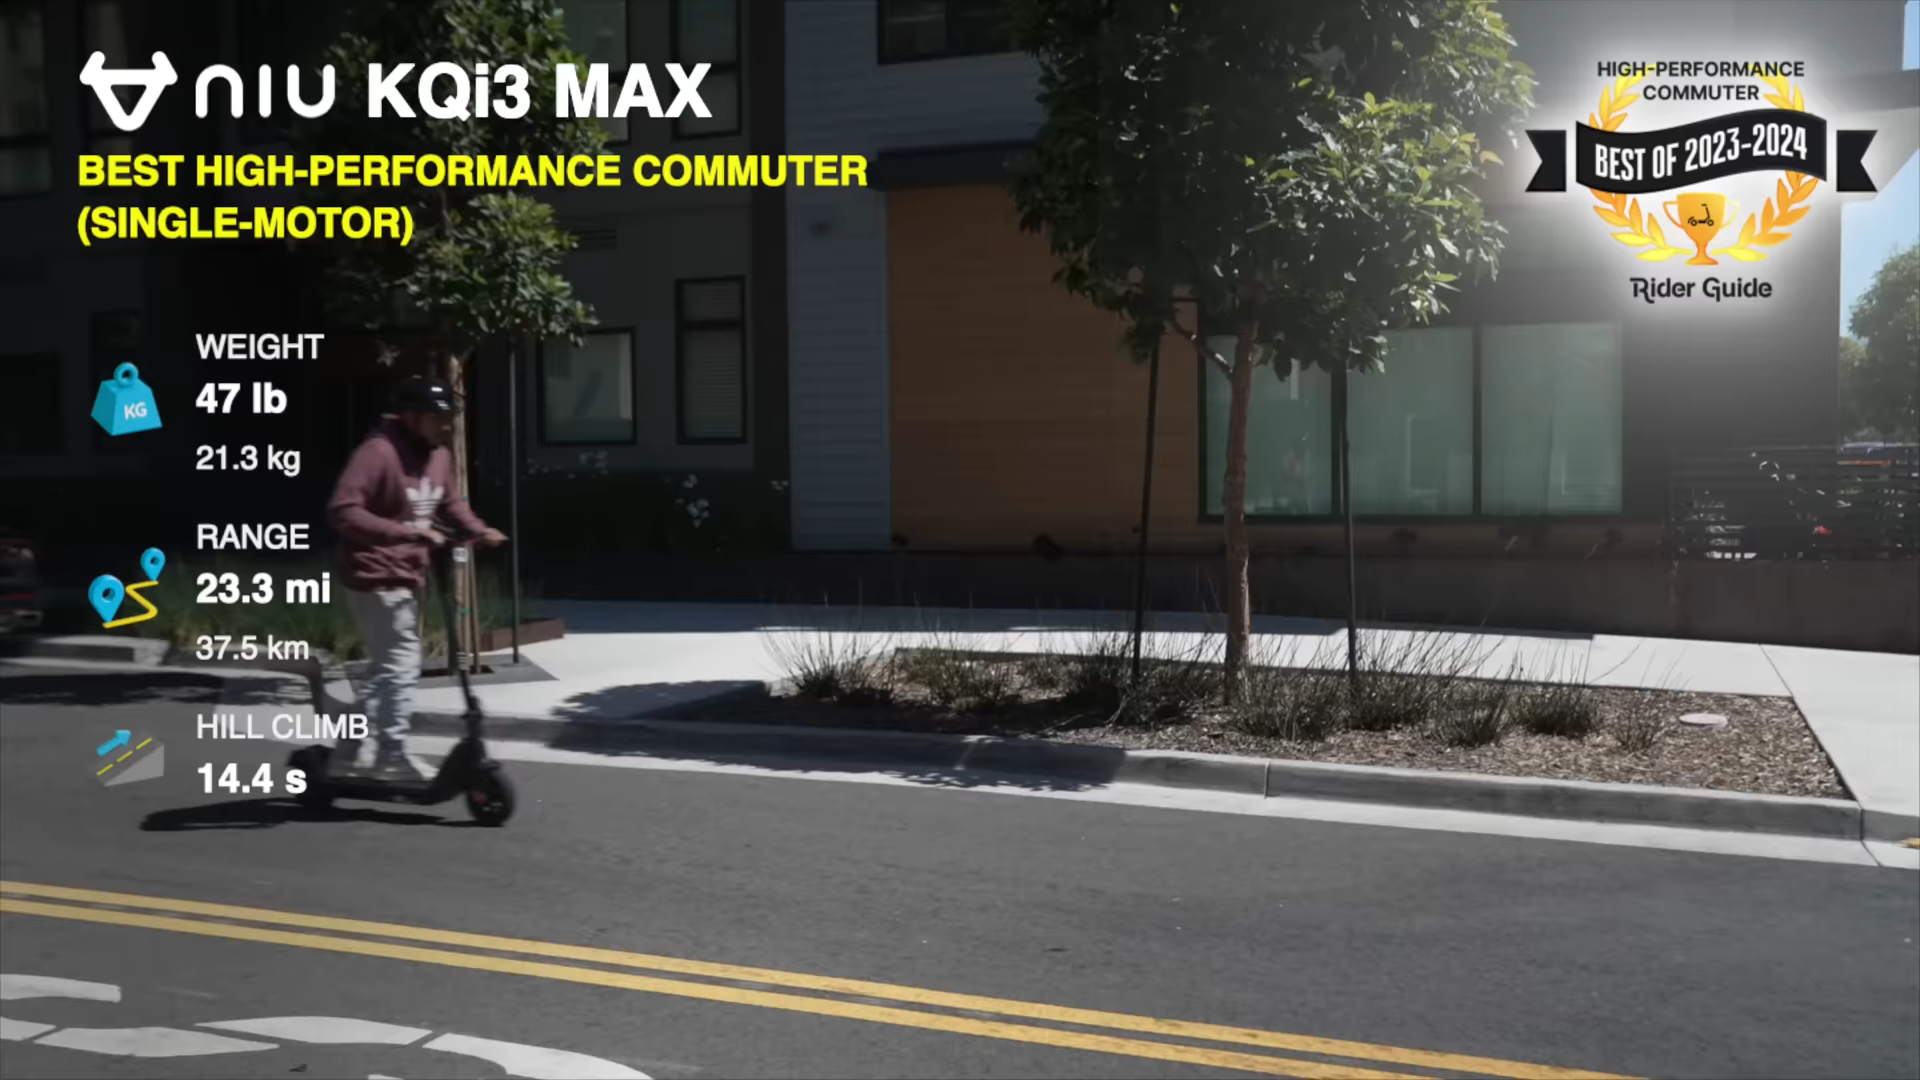 NIU KQi3 MAX
BEST HIGH-PERFORMANCE COMMUTER
(SINGLE-MOTOR)
HIGH-PERFORMANCE
COMMUTER
BEST OF 2023-2024
Rider Guide
WEIGHT
KG
47 lb
21.3 kg
RANGE
23.3 mi
37.5 km
HILL CLIMB
14.4 s